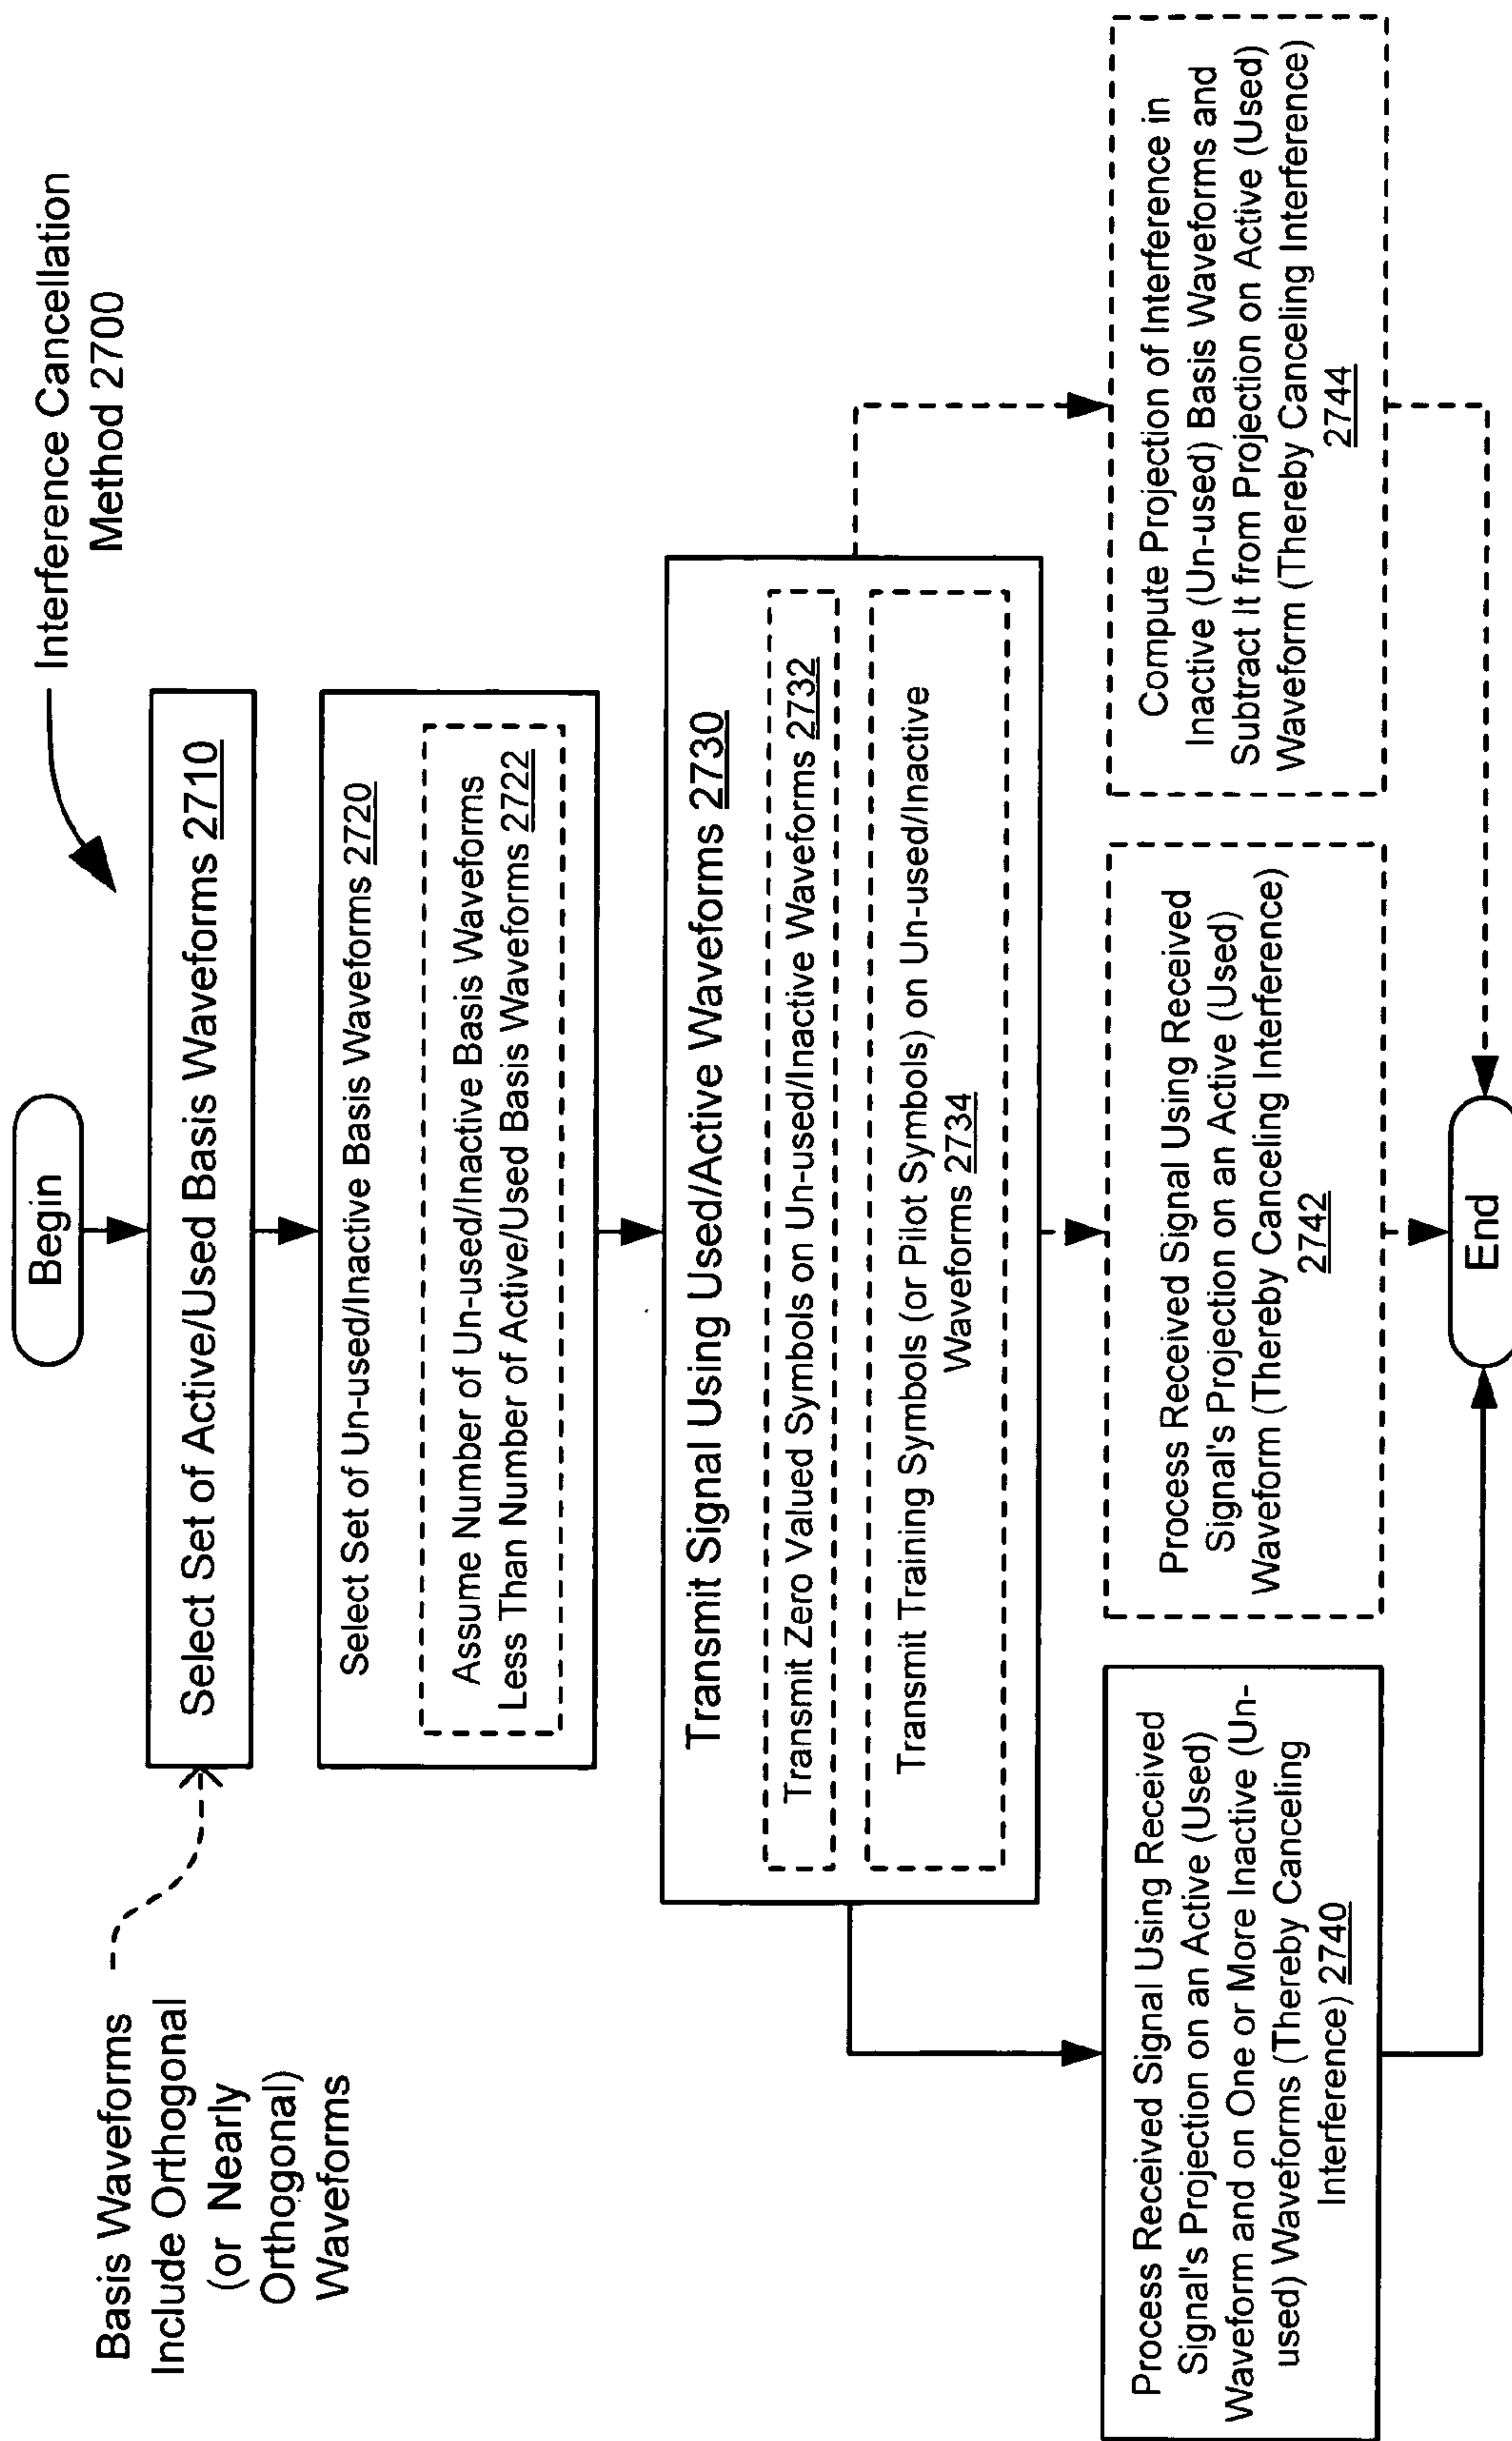 Interference Cancellation
Method 2700
Begin
Basis Waveforms
Include Orthogonal
(or Nearly
Orthogonal)
Waveforms
Select Set of Active/Used Basis Waveforms 2710
Select Set of Un-used/Inactive Basis Waveforms 2720
Assume Number of Un-used/Inactive Basis Waveforms
Less Than Number of Active/Used Basis Waveforms 2722
Transmit Signal Using Used/Active Waveforms 2730
Transmit Zero Valued Symbols on Un-used/Inactive Waveforms 2732
Transmit Training Symbols (or Pilot Symbols) on Un-used/Inactive
Waveforms 2734
Process Received Signal Using Received
Signal's Projection on an Active (Used)
Waveform and on One or More Inactive (Un-
used) Waveforms (Thereby Canceling
Interference) 2740
Process Received Signal Using Received
Signal's Projection on an Active (Used)
Waveform (Thereby Canceling Interference)
2742
Compute Projection of Interference in
Inactive (Un-used) Basis Waveforms and
Subtract It from Projection on Active (Used)
Waveform (Thereby Canceling Interference)
2744
End